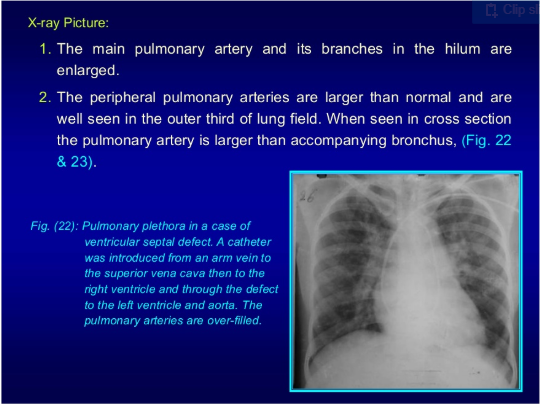 Clip sl
X-ray Picture:
1. The main pulmonary artery and its branches in the hilum are
enlarged.
2. The peripheral pulmonary arteries are larger than normal and are
well seen in the outer third of lung field. When seen in cross section
the pulmonary artery is larger than accompanying bronchus, (Fig. 22
& 23).
Fig. (22): Pulmonary plethora in a case of
ventricular septal defect. A catheter
was introduced from an arm vein to
the superior vena cava then to the
right ventricle and through the defect
to the left ventricle and aorta. The
pulmonary arteries are over-filled.